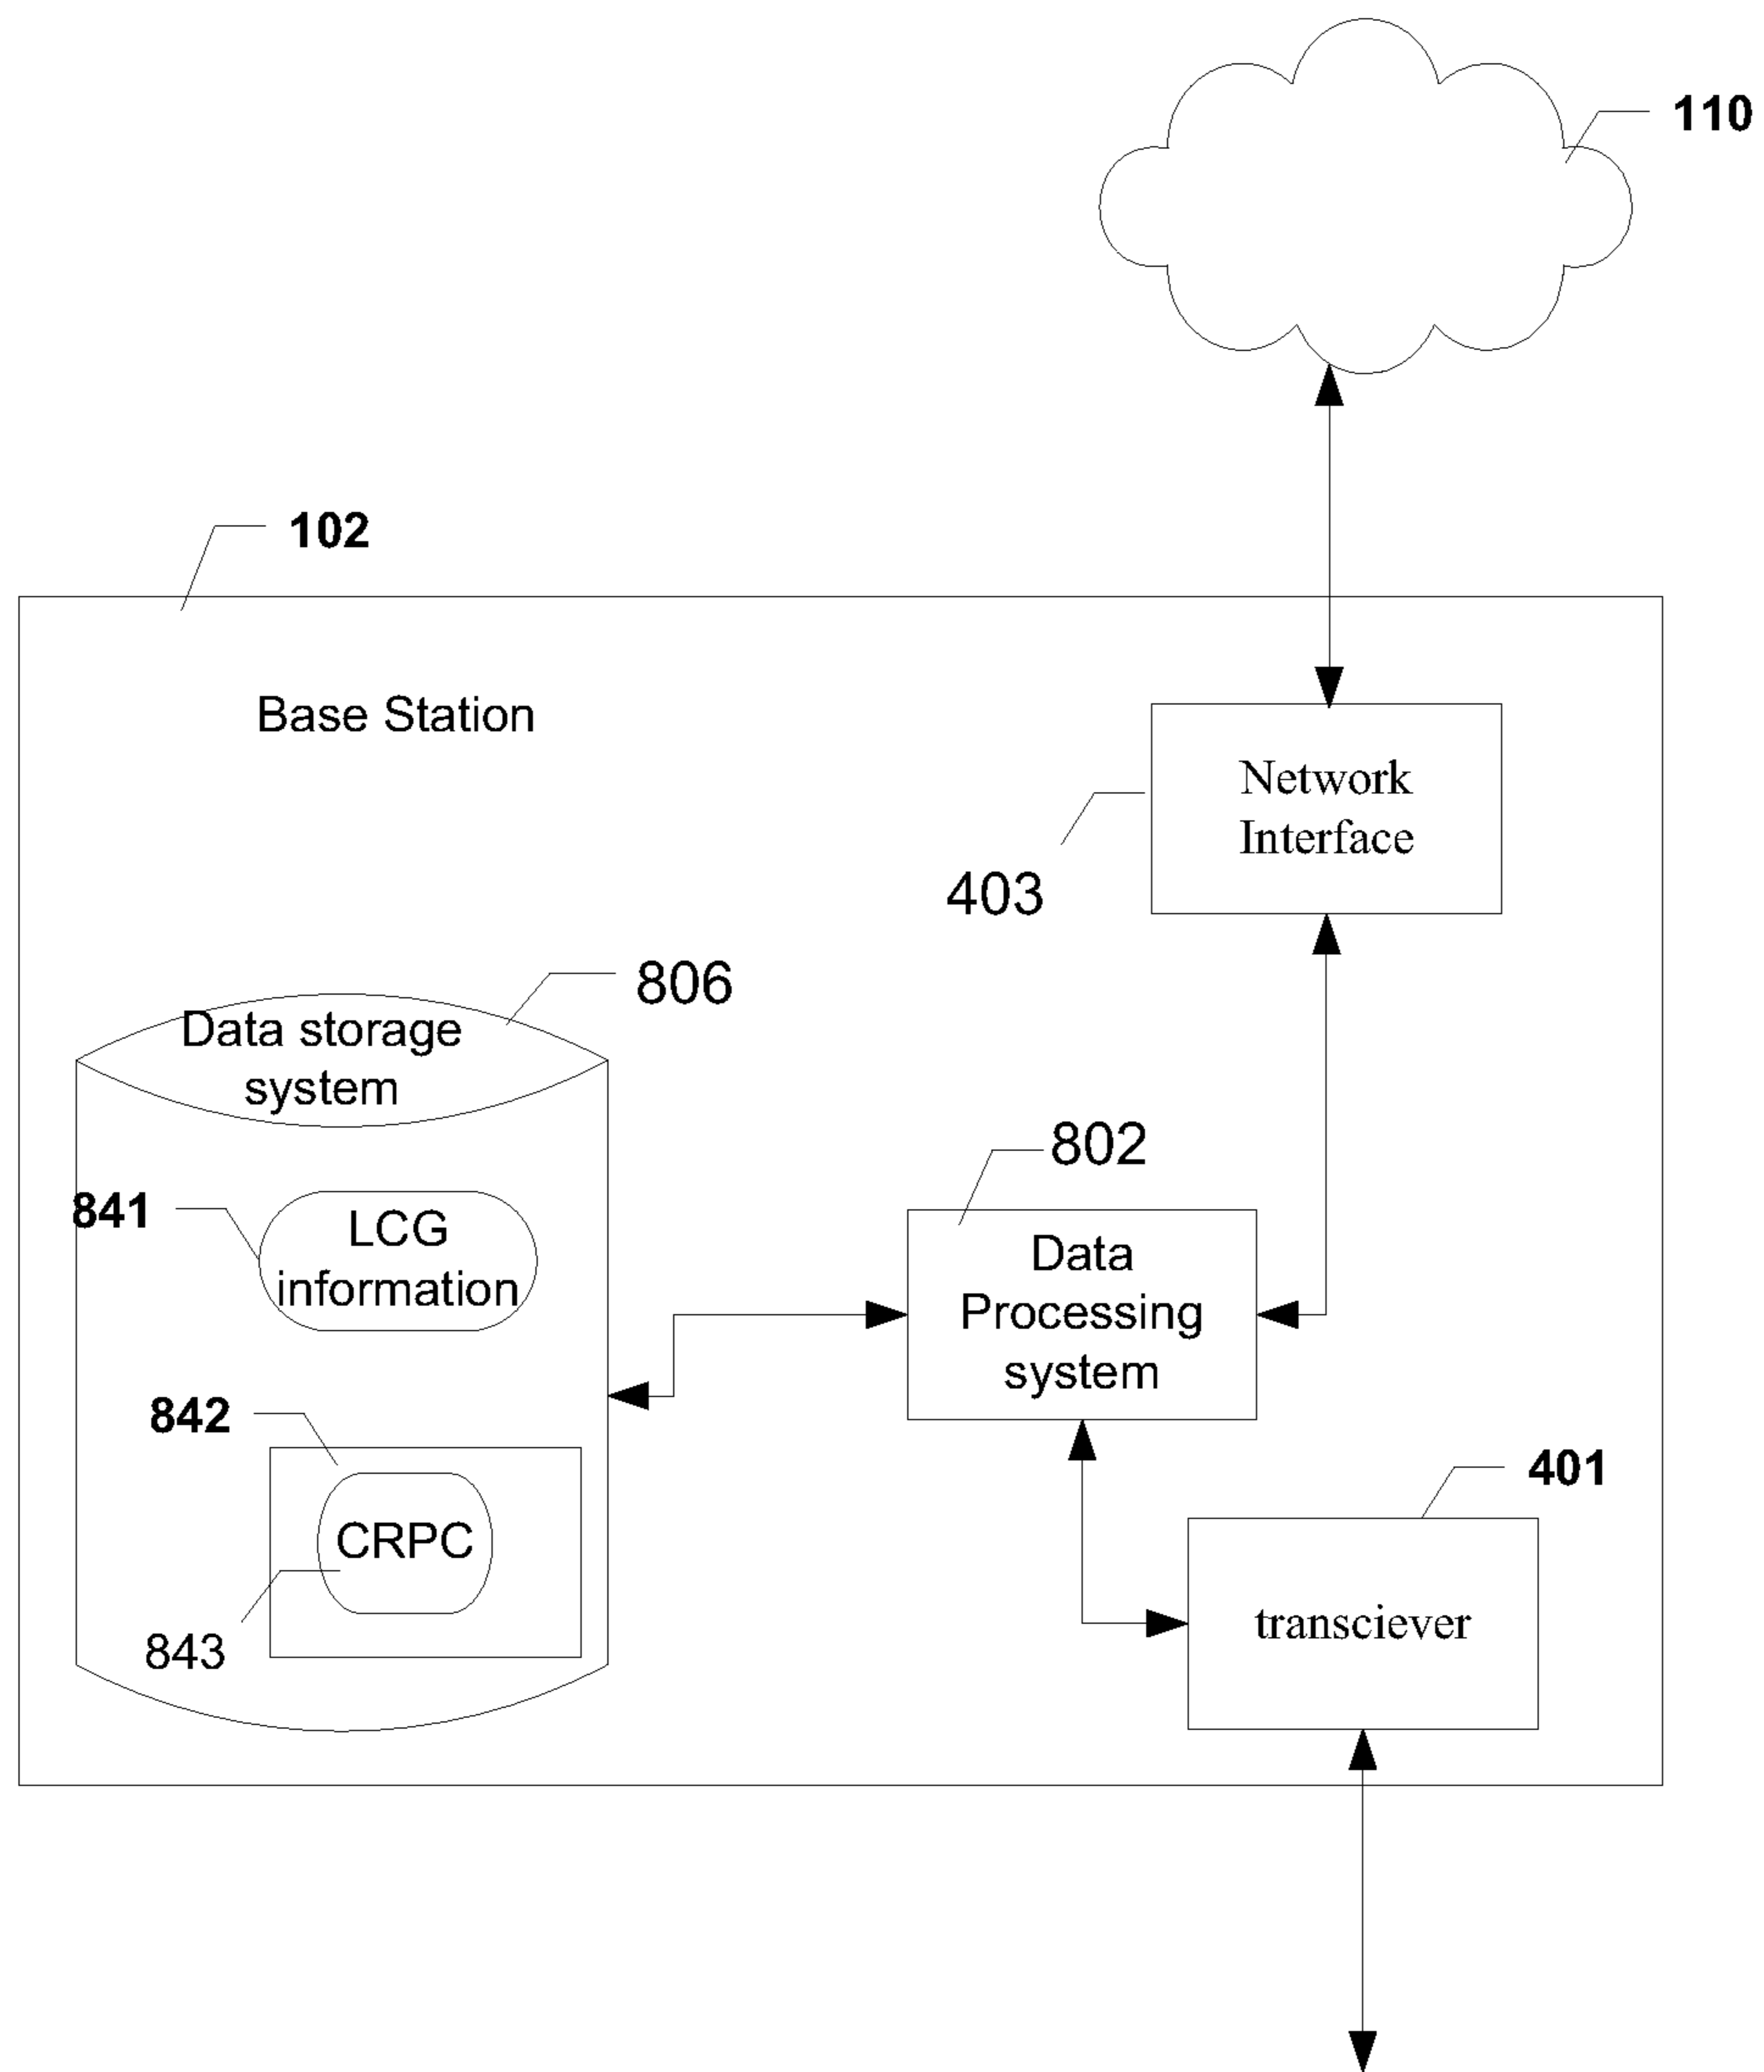 110
102
Base Station
Network
Interface
403
806
Data storage
system
802
841
LCG
information
Data
Processing
system
842
401
CRPC
transciever
843